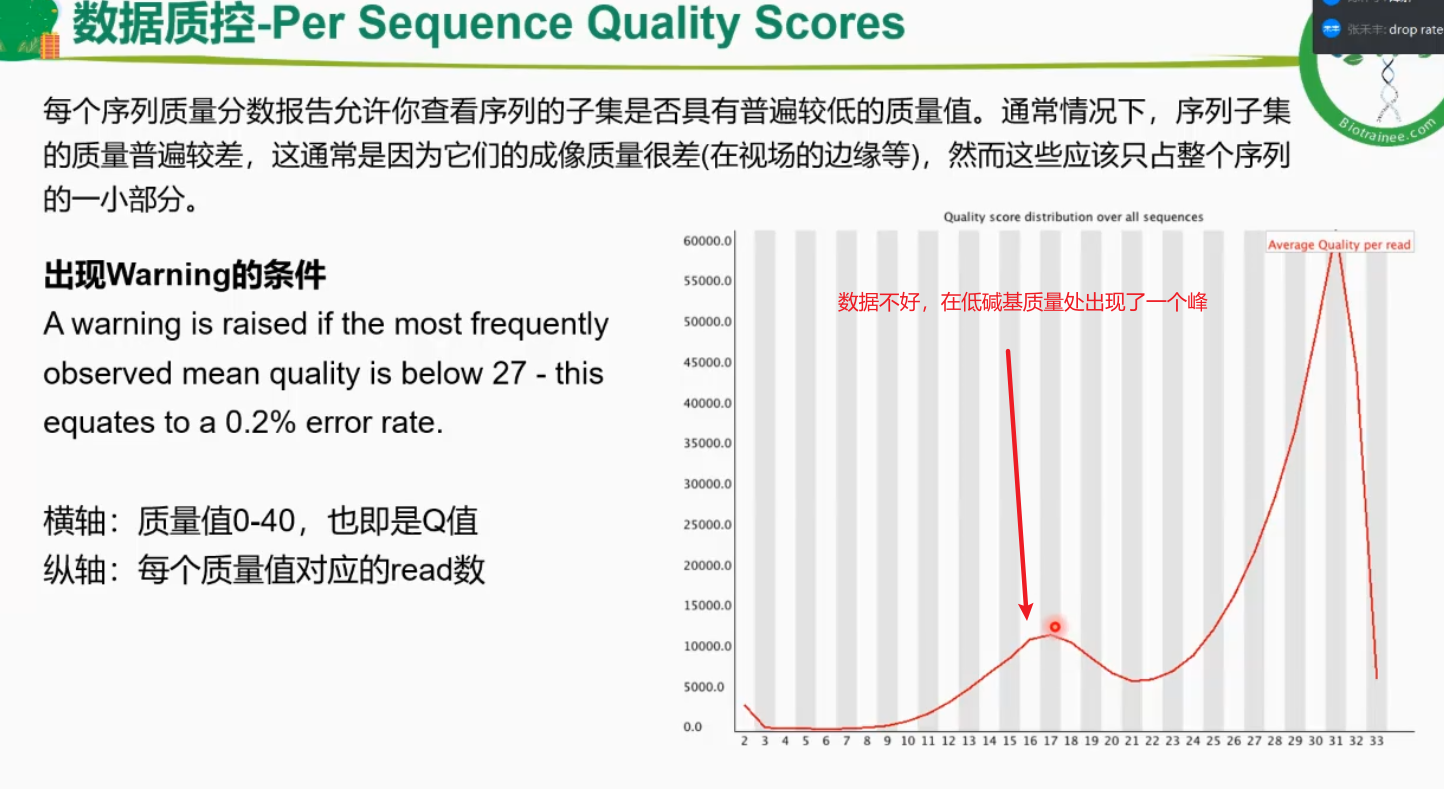 数据质控-Per Sequence Quality Scores
drop rate
Biotrainee.com
每个序列质量分数报告允许你查看序列的子集是否具有普遍较低的质量值。通常情况下，序列子集
的质量普遍较差，这通常是因为它们的成像质量很差(在视场的边缘等)，然而这些应该只占整个序列
的一小部分。
出现Warning的条件
A warning is raised if the most frequently
observed mean quality is below 27 - this
equates to a 0.2% error rate.
横轴：质量值0-40，也即是Q值
纵轴：每个质量值对应的read数
Quality score distribution over all sequences
Average Quality per read
数据不好，在低碱基质量处出现了一个峰
60000.0
55000.0
50000.0
45000.0
40000.0
35000.0
30000.0
25000.0
20000.0
15000.0
10000.0
5000.0
0.0
2 3 4 5 6 7 8 9 10 11 12 13 14 15 16 17 18 19 20 21 22 23 24 25 26 27 28 29 30 31 32 33